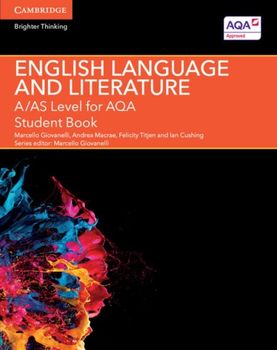 CAMBRIDGE
Brighter Thinking
AQA
Approved
ENGLISH LANGUAGE
AND LITERATURE
A/AS Level for AQA
Student Book
Marcello Giovanelli, Andrea Macrae, Felicity Titjen and Ian Cushing
Series editor: Marcello Giovanelli